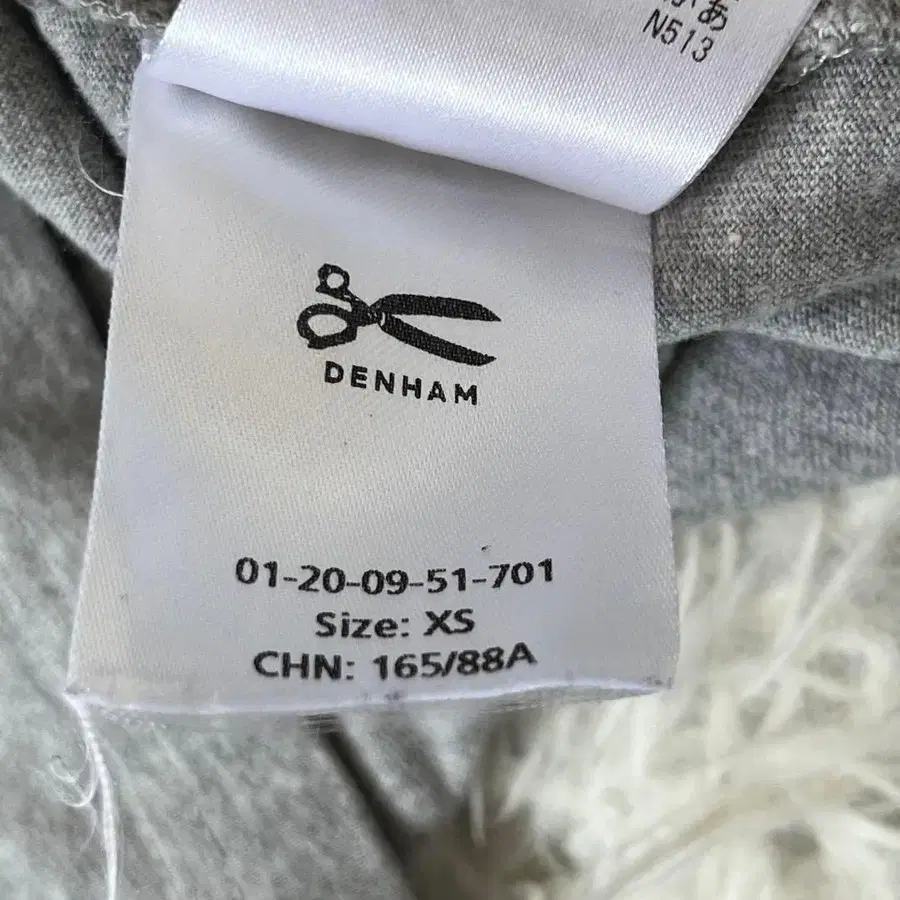 N513
DENHAM
01-20-09-51-701
Size: XS
CHN: 165/88A